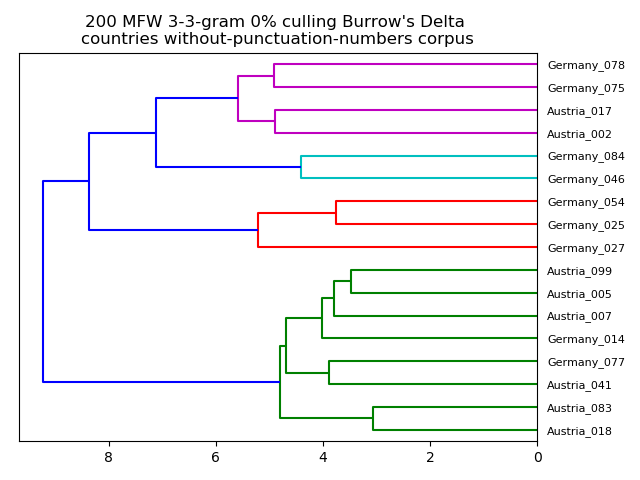 200 MFW 3-3-gram 0% culling Burrow's Delta
countries without-punctuation-numbers corpus
Germany_078
Germany_075
Austria_017
Austria_002
Germany_084
Germany_046
Germany_054
Germany_025
Germany_027
Austria_099
Austria_005
Austria_007
Germany_014
Germany_077
Austria_041
Austria_083
Austria_018
8 6 4 2 0